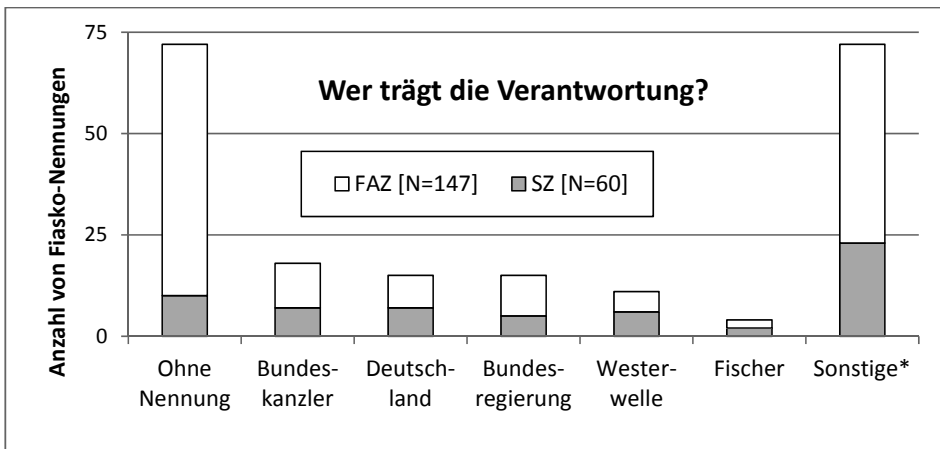 Wer trägt die Verantwortung?
Anzahl von Fiasko-Nennungen
75
50
25
0
FAZ [N=147] SZ [N=60]
Ohne Nennung
Bundes-
kanzler
Deutsch-
land
Bundes-
regierung
Wester-
welle
Fischer
Sonstige*